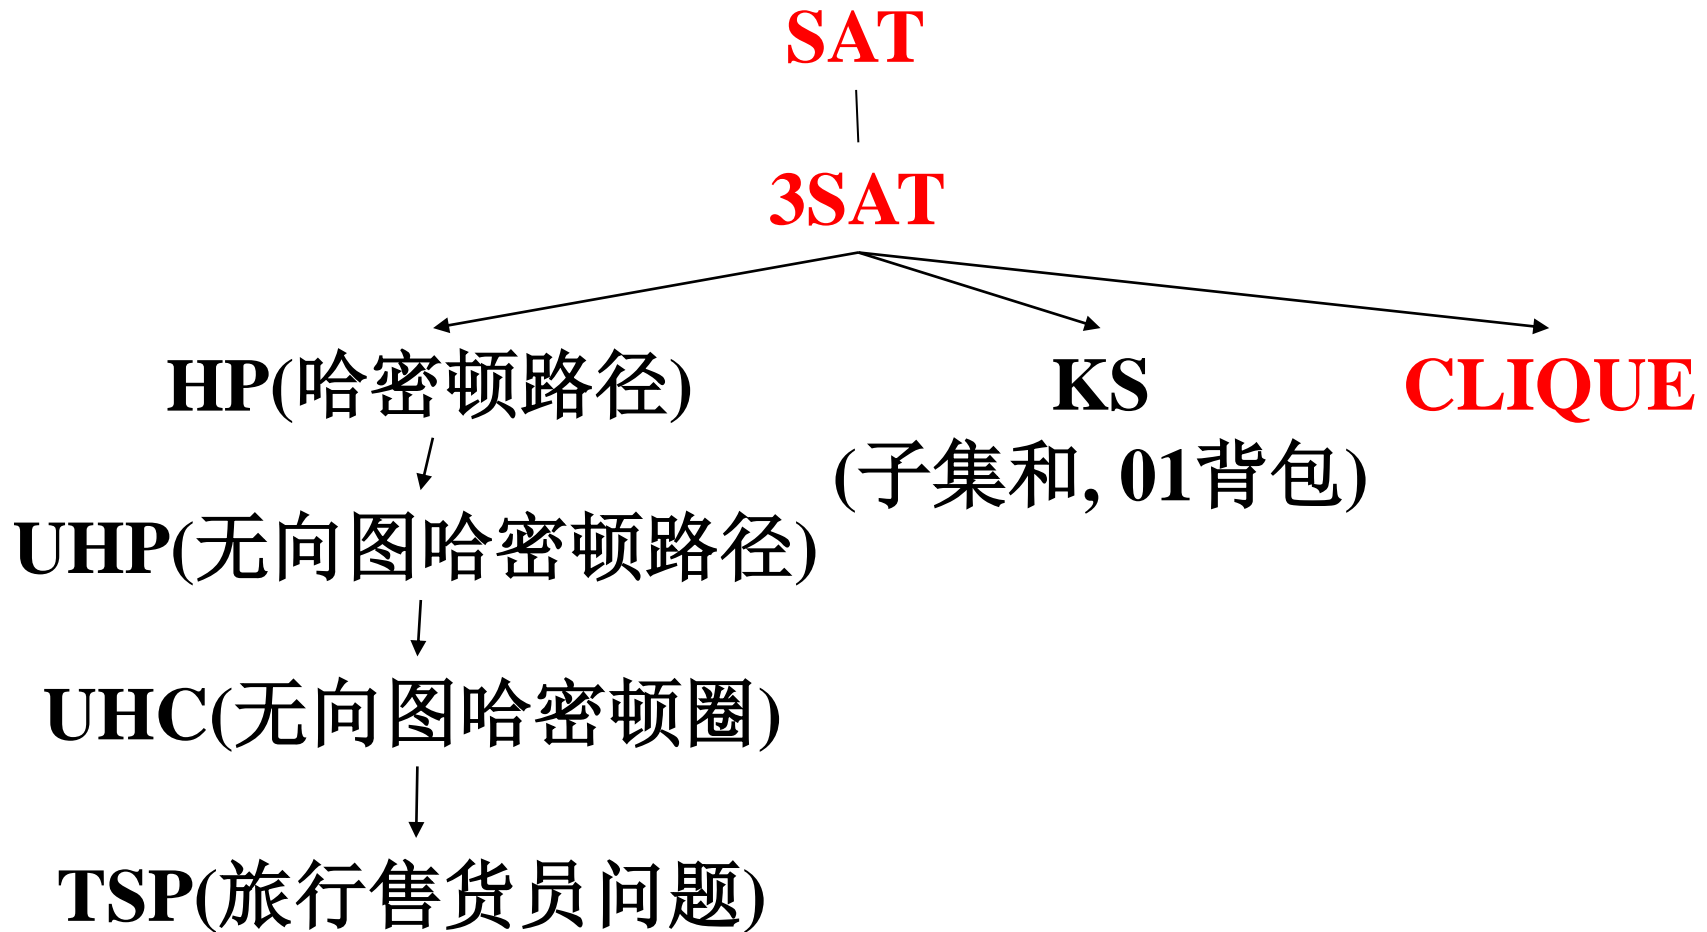 SAT
3SAT
HP(哈密顿路径)
KS
(子集和, 01背包)
CLIQUE
UHP(无向图哈密顿路径)
UHC(无向图哈密顿圈)
TSP(旅行售货员问题)